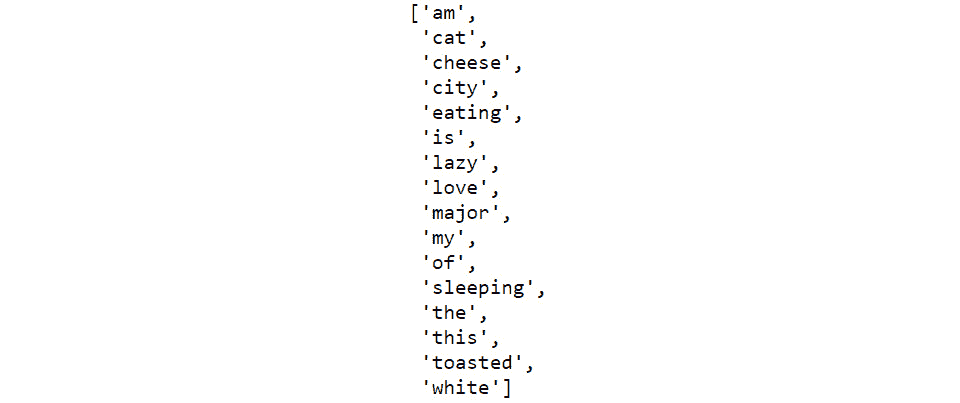 ['am',
'cat',
'cheese',
'city',
'eating',
'is',
'lazy',
'love',
'major',
'my',
'of',
'sleeping',
'the',
'this',
'toasted',
'white']